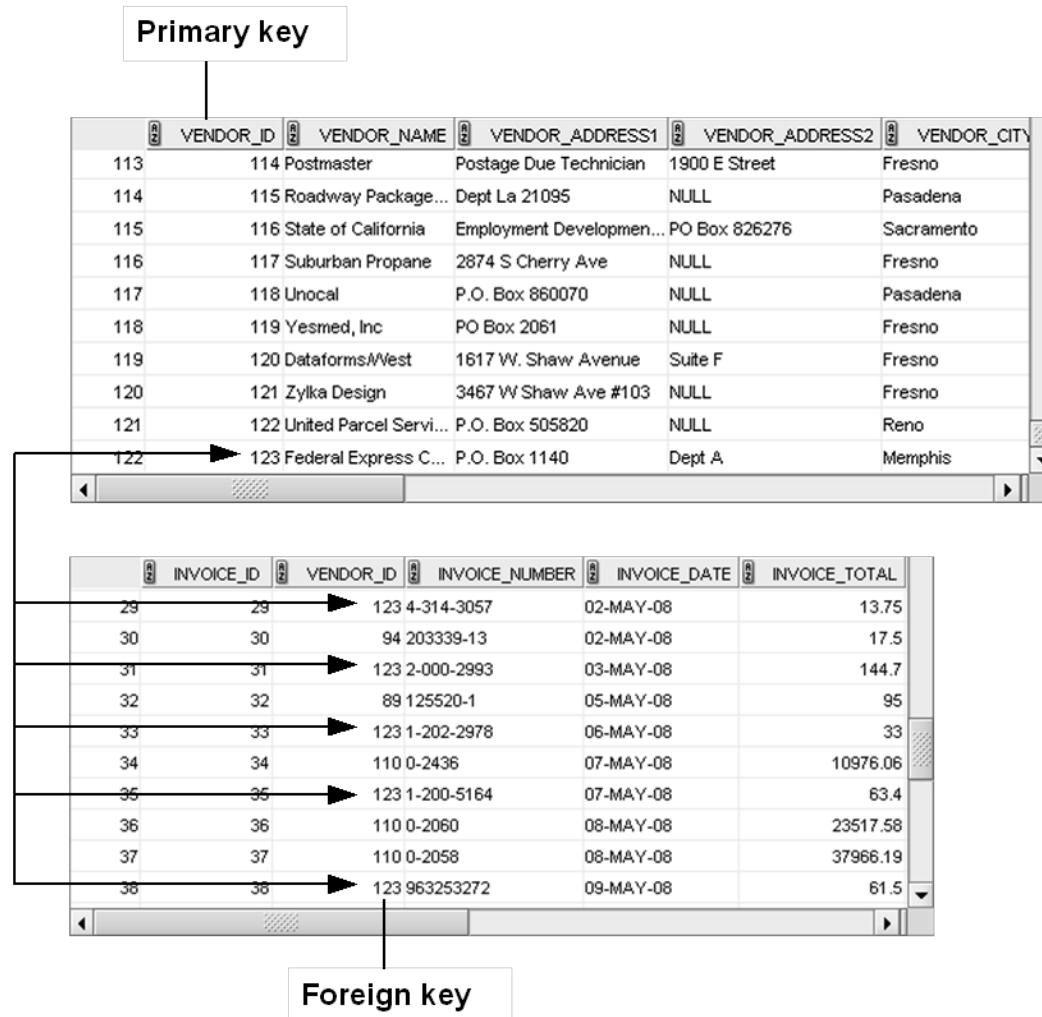 Primary key
VENDOR_ID VENDOR_NAME VENDOR_ADDRESS1 VENDOR_ADDRESS2 VENDOR_CITY
113 114 Postmaster Postage Due Technician 1900 E Street Fresno
114 115 Roadway Package... Dept La 21095 NULL Pasadena
115 116 State of California Employment Developmen... PO Box 826276 Sacramento
116 117 Suburban Propane 2874 S Cherry Ave NULL Fresno
117 118 Unocal P.O. Box 860070 NULL Pasadena
118 119 Yesmed, Inc PO Box 2061 NULL Fresno
119 120 Dataforms/West 1617 W. Shaw Avenue Suite F Fresno
120 121 Zylka Design 3467 W Shaw Ave #103 NULL Fresno
121 122 United Parcel Servi... P.O. Box 505820 NULL Reno
122 123 Federal Express C... P.O. Box 1140 Dept A Memphis
INVOICE_ID VENDOR_ID INVOICE_NUMBER INVOICE_DATE INVOICE_TOTAL
29 29 123 4-314-3057 02-MAY-08 13.75
30 30 94 203339-13 02-MAY-08 17.5
31 31 123 2-000-2993 03-MAY-08 144.7
32 32 89 125520-1 05-MAY-08 95
33 33 123 1-202-2978 06-MAY-08 33
34 34 110 0-2436 07-MAY-08 10976.06
35 35 123 1-200-5164 07-MAY-08 63.4
36 36 110 0-2060 08-MAY-08 23517.58
37 37 110 0-2058 08-MAY-08 37966.19
38 38 123 963253272 09-MAY-08 61.5
Foreign key